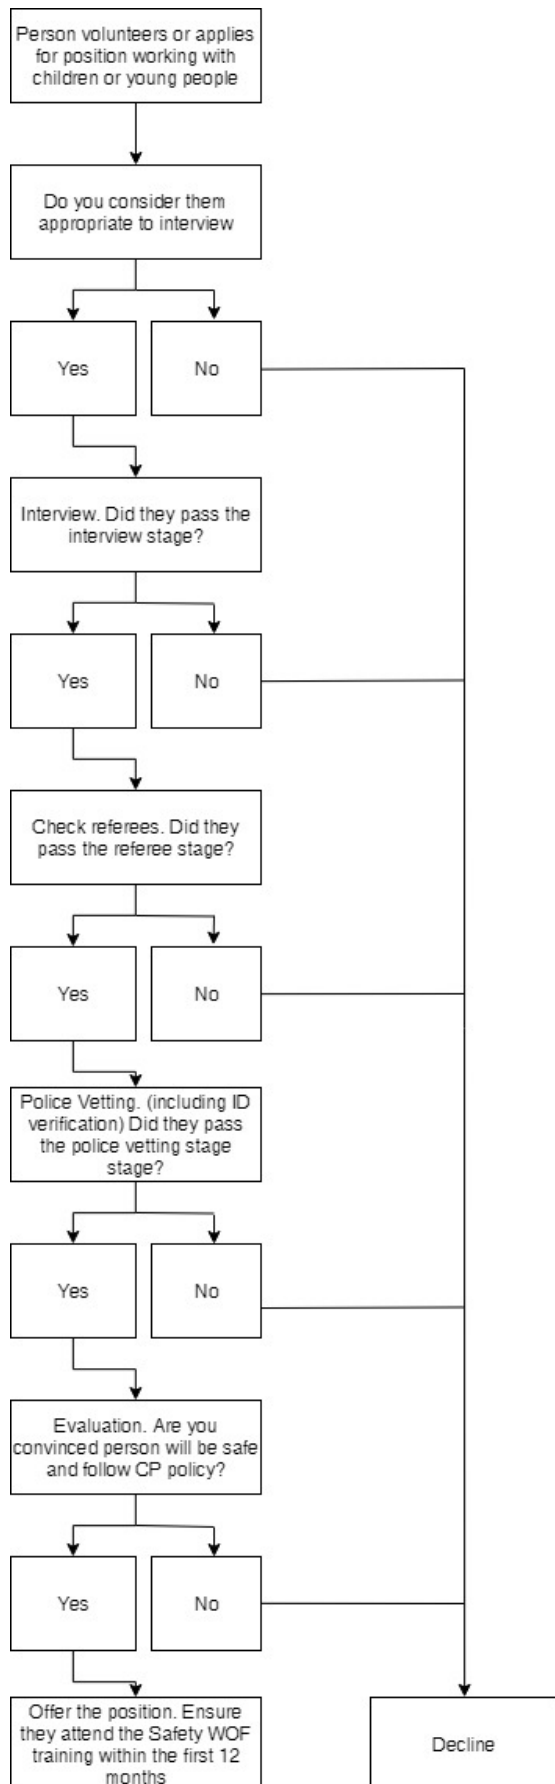 Person volunteers or applies
for position working with
children or young people
Do you consider them
appropriate to interview
Yes
No
Interview. Did they pass the
interview stage?
Yes
No
Check referees. Did they
pass the referee stage?
Yes
No
Police Vetting. (including ID
verification) Did they pass
the police vetting stage
stage?
Yes
No
Evaluation. Are you
convinced person will be safe
and follow CP policy?
Yes
No
Offer the position. Ensure
they attend the Safety WOF
training within the first 12
months
Decline